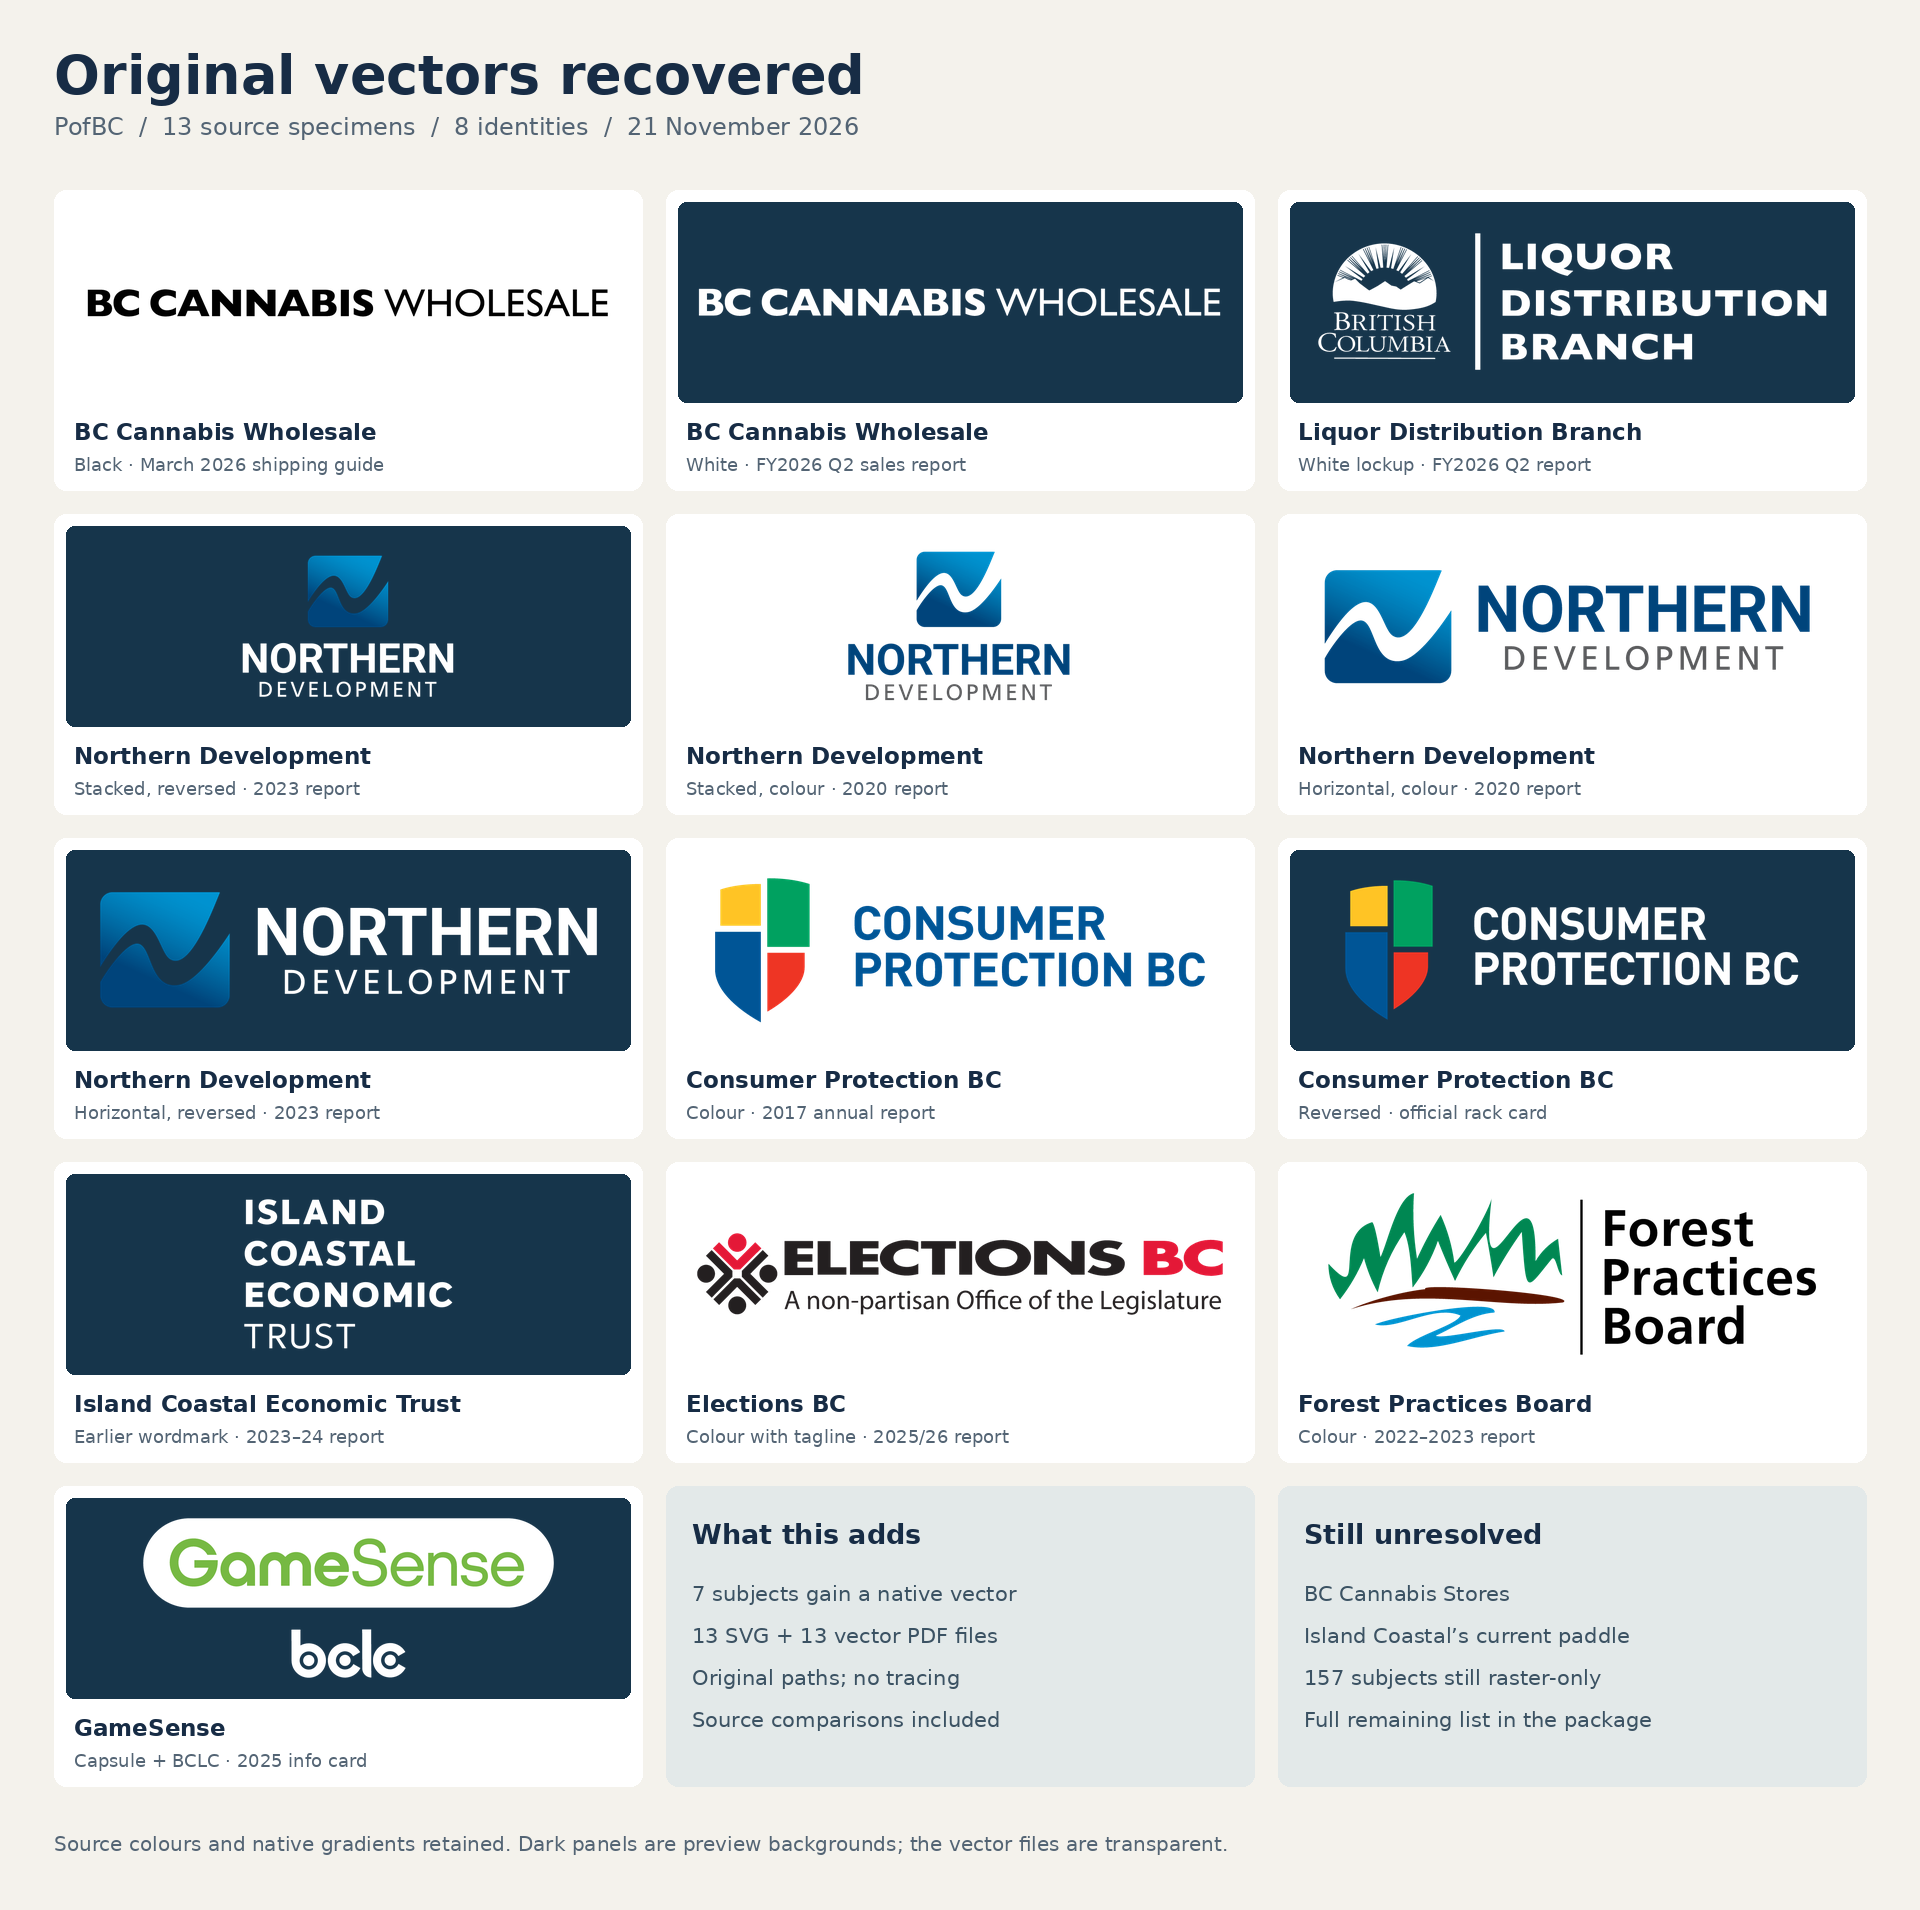 Original vectors recovered
PofBC / 13 source specimens / 8 identities / 21 November 2026
BC CANNABIS WHOLESALE
BC Cannabis Wholesale
Black · March 2026 shipping guide
BC CANNABIS WHOLESALE
BC Cannabis Wholesale
White · FY2026 Q2 sales report
BRITISH
COLUMBIA
LIQUOR
DISTRIBUTION
BRANCH
Liquor Distribution Branch
White lockup · FY2026 Q2 report
NORTHERN
DEVELOPMENT
Northern Development
Stacked, reversed · 2023 report
NORTHERN
DEVELOPMENT
Northern Development
Stacked, colour · 2020 report
NORTHERN
DEVELOPMENT
Northern Development
Horizontal, colour · 2020 report
NORTHERN
DEVELOPMENT
Northern Development
Horizontal, reversed · 2023 report
CONSUMER
PROTECTION BC
Consumer Protection BC
Colour · 2017 annual report
CONSUMER
PROTECTION BC
Consumer Protection BC
Reversed · official rack card
ISLAND
COASTAL
ECONOMIC
TRUST
Island Coastal Economic Trust
Earlier wordmark · 2023–24 report
ELECTIONS BC
A non-partisan Office of the Legislature
Elections BC
Colour with tagline · 2025/26 report
Forest
Practices
Board
Forest Practices Board
Colour · 2022–2023 report
GameSense
bclc
GameSense
Capsule + BCLC · 2025 info card
What this adds
7 subjects gain a native vector
13 SVG + 13 vector PDF files
Original paths; no tracing
Source comparisons included
Still unresolved
BC Cannabis Stores
Island Coastal’s current paddle
157 subjects still raster-only
Full remaining list in the package
Source colours and native gradients retained. Dark panels are preview backgrounds; the vector files are transparent.